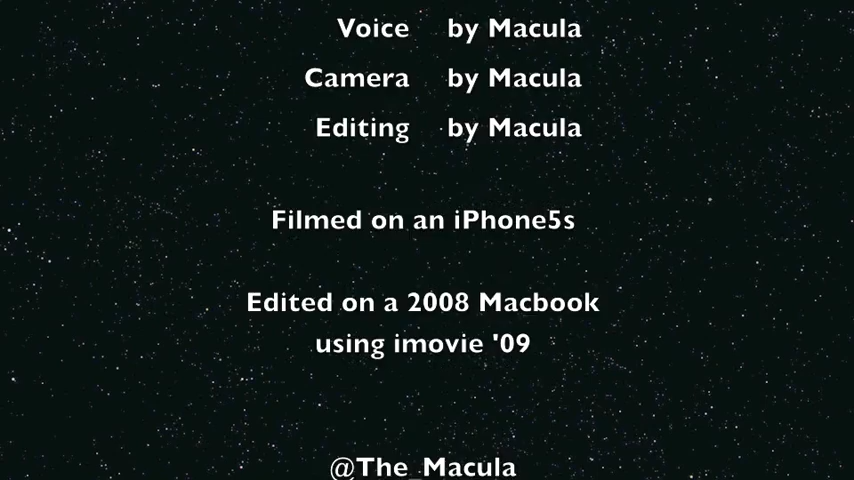 Voice by Macula
Camera by Macula
Editing by Macula
Filmed on an iPhone5s
Edited on a 2008 Macbook
using imovie '09
@The_Macula